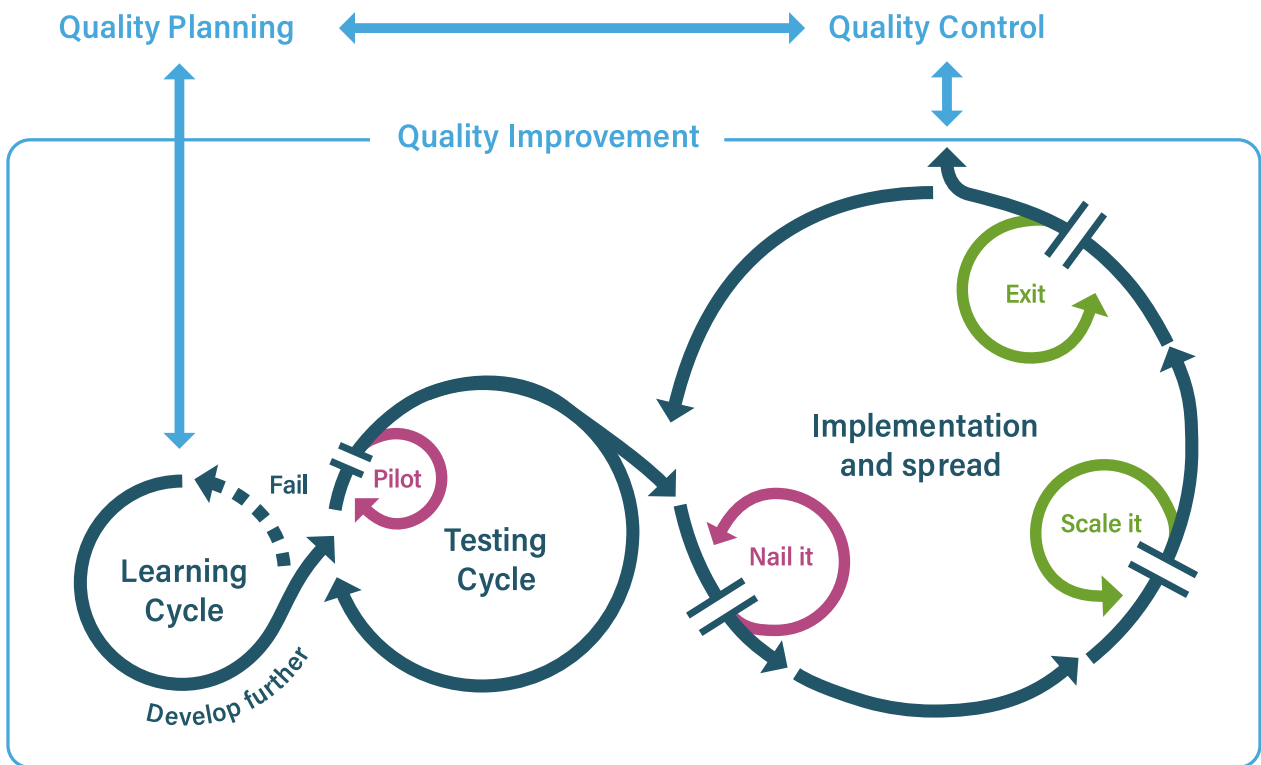 Quality Planning
Quality Control
Quality Improvement
Exit
Implementation
and spread
Fail
Pilot
Scale it
Testing
Cycle
Nail it
Learning
Cycle
Develop further